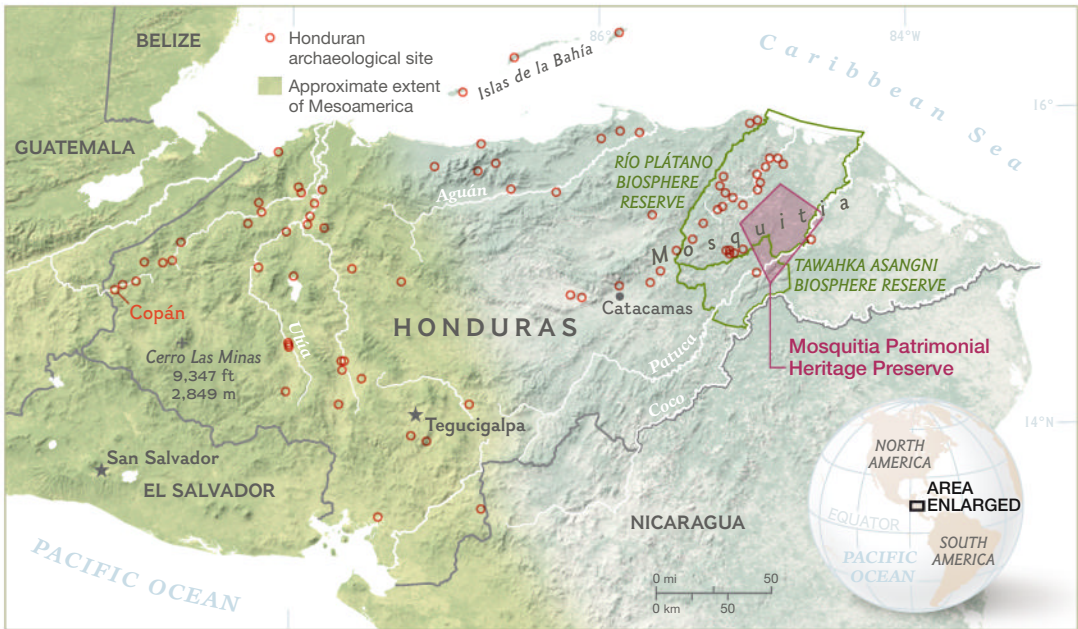 BELIZE
Honduran
archaeological site
Approximate extent
of Mesoamerica
86°
84°W
Islas de la Bahía
Caribbean Sea
16°
GUATEMALA
RÍO PLÁTANO
BIOSPHERE
RESERVE
Aguán
Mosquitia
TAWAHKA ASANGNI
BIOSPHERE RESERVE
Copán
Catacamas
HONDURAS
Ulúa
Patuca
Cerro Las Minas
9,347 ft
2,849 m
Mosquitia Patrimonial
Heritage Preserve
Coco
Tegucigalpa
14°N
San Salvador
EL SALVADOR
NICARAGUA
PACIFIC OCEAN
0 mi 50
0 km 50
NORTH
AMERICA
AREA
ENLARGED
EQUATOR
SOUTH
AMERICA
PACIFIC
OCEAN